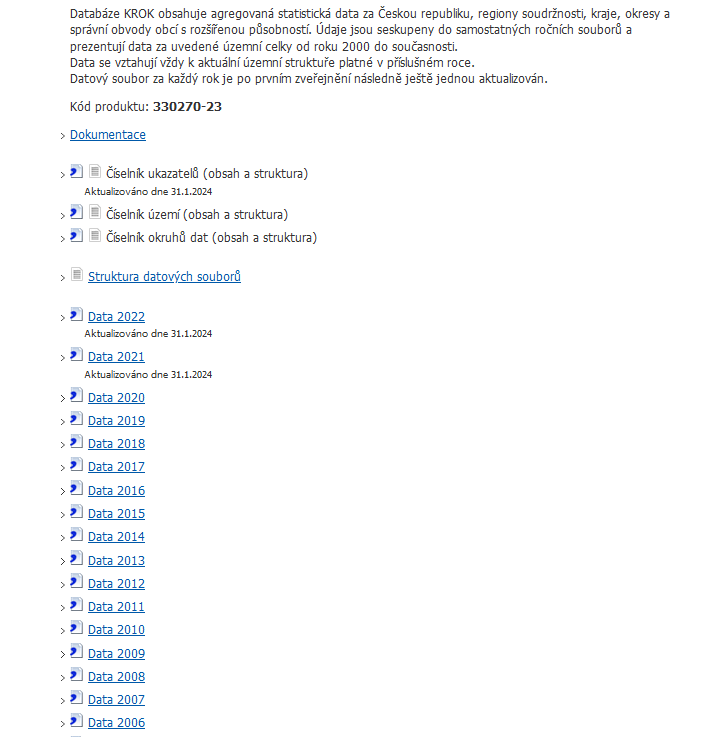 Databáze KROK obsahuje agregovaná statistická data za Českou republiku, regiony soudržnosti, kraje, okresy a
správní obvody obcí s rozšířenou působností. Údaje jsou seskupeny do samostatných ročních souborů a
prezentují data za uvedené územní celky od roku 2000 do současnosti.
Data se vztahují vždy k aktuální územní struktuře platné v příslušném roce.
Datový soubor za každý rok je po prvním zveřejnění následně ještě jednou aktualizován.
Kód produktu: 330270-23
Dokumentace
Číselník ukazatelů (obsah a struktura)
Aktualizováno dne 31.1.2024
Číselník území (obsah a struktura)
Číselník okruhů dat (obsah a struktura)
Struktura datových souborů
Data 2022
Aktualizováno dne 31.1.2024
Data 2021
Aktualizováno dne 31.1.2024
Data 2020
Data 2019
Data 2018
Data 2017
Data 2016
Data 2015
Data 2014
Data 2013
Data 2012
Data 2011
Data 2010
Data 2009
Data 2008
Data 2007
Data 2006